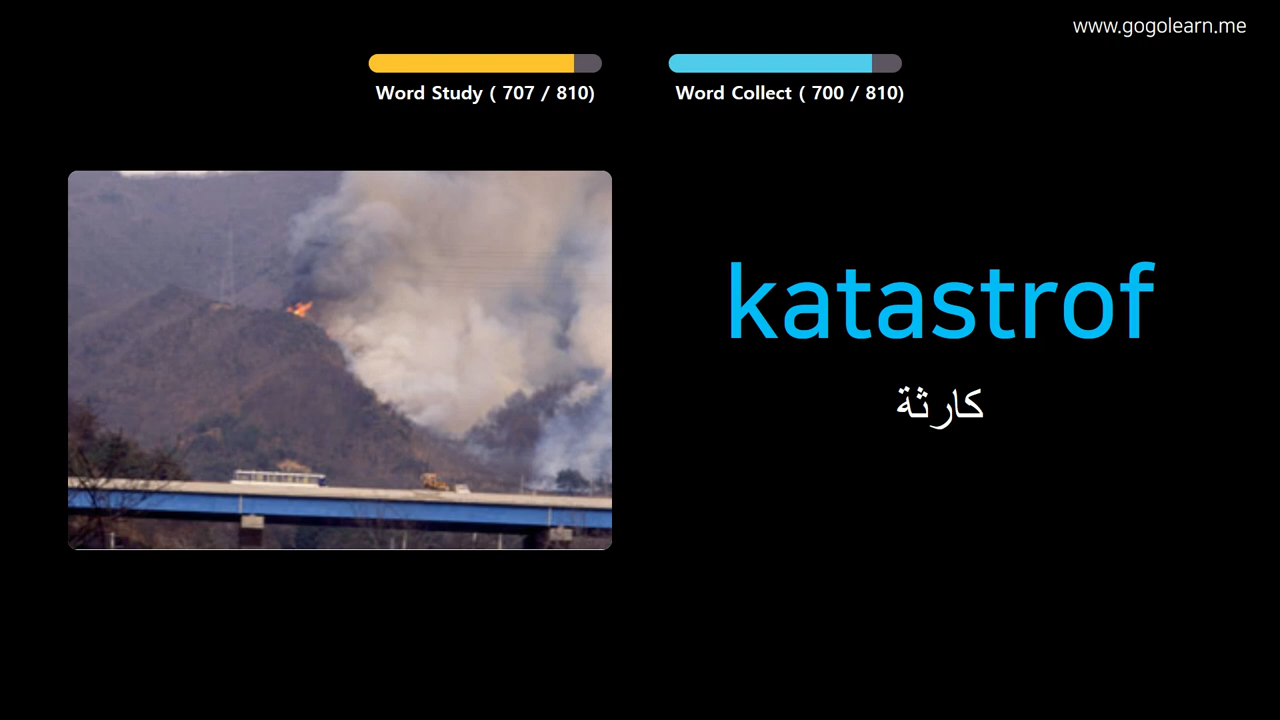 www.gogolearn.me
Word Study ( 707 / 810)
Word Collect ( 700 / 810)
katastrof
كارثة